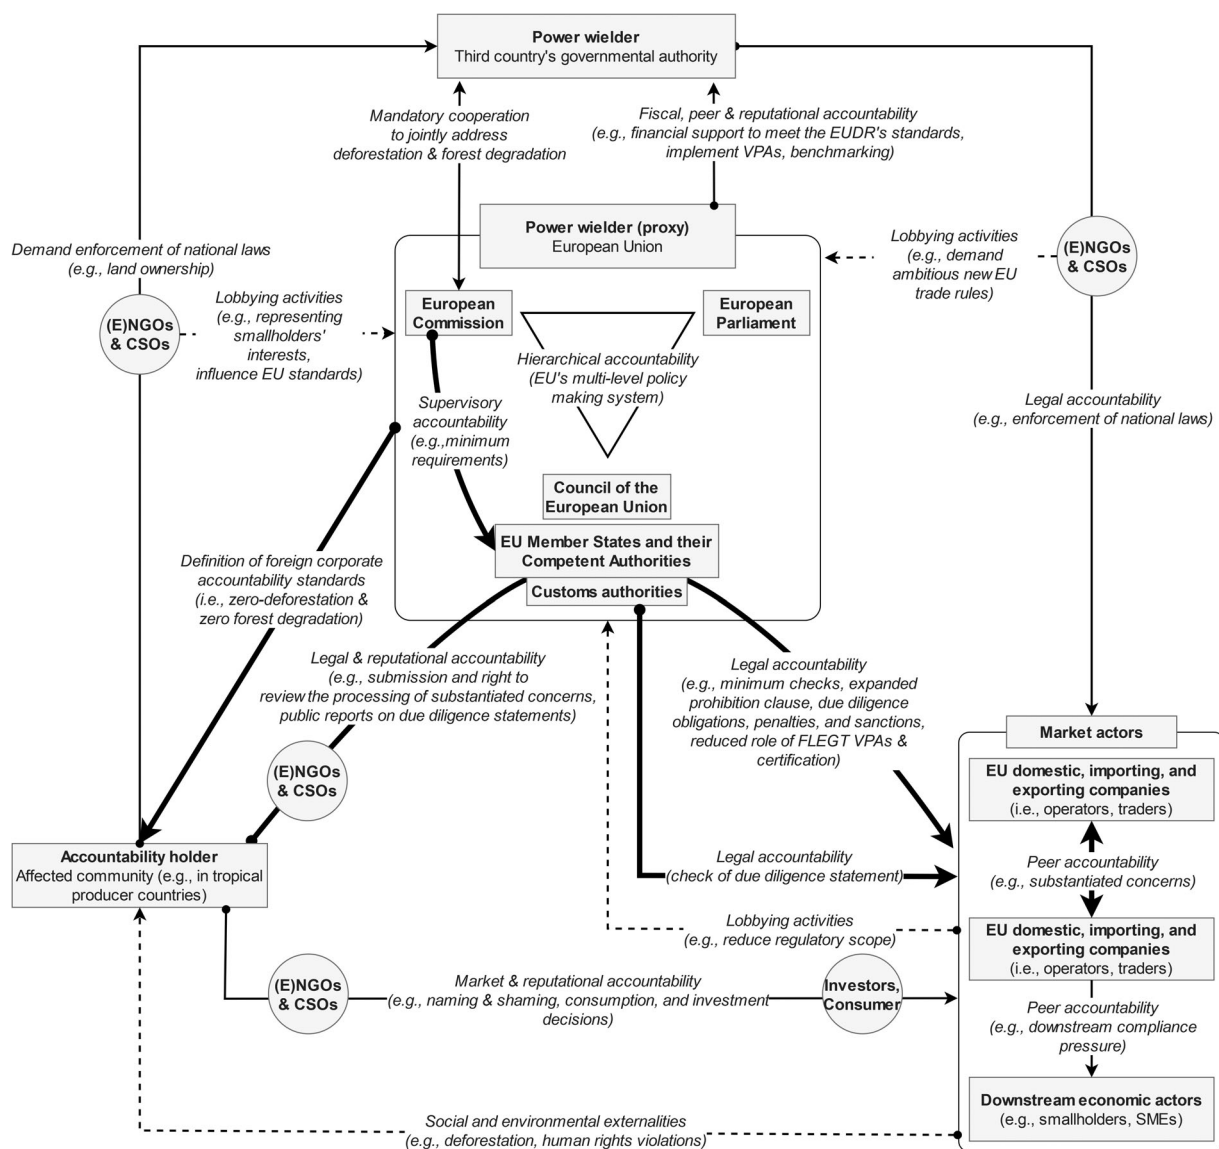 Power wielder
Third country's governmental authority
Mandatory cooperation
to jointly address
deforestation & forest degradation
Fiscal, peer & reputational accountability
(e.g., financial support to meet the EUDR's standards,
implement VPAs, benchmarking)
Power wielder (proxy)
European Union
Demand enforcement of national laws
(e.g., land ownership)
(E)NGOs
& CSOs
Lobbying activities
(e.g., representing
smallholders'
interests,
influence EU standards)
Lobbying activities
(e.g., demand
ambitious new EU
trade rules)
(E)NGOs
& CSOs
European
Commission
European
Parliament
Hierarchical accountability
(EU's multi-level policy
making system)
Supervisory
accountability
(e.g.,minimum
requirements)
Legal accountability
(e.g., enforcement of national laws)
Council of the
European Union
EU Member States and their
Competent Authorities
Customs authorities
Definition of foreign corporate
accountability standards
(i.e., zero-deforestation &
zero forest degradation)
Legal & reputational accountability
(e.g., submission and right to
review the processing of substantiated concerns,
public reports on due diligence statements)
Legal accountability
(e.g., minimum checks, expanded
prohibition clause, due diligence
obligations, penalties, and sanctions,
reduced role of FLEGT VPAs &
certification)
(E)NGOs
& CSOs
Market actors
EU domestic, importing, and
exporting companies
(i.e., operators, traders)
Accountability holder
Affected community (e.g., in tropical
producer countries)
Legal accountability
(check of due diligence statement)
Peer accountability
(e.g., substantiated concerns)
Lobbying activities
(e.g., reduce regulatory scope)
EU domestic, importing, and
exporting companies
(i.e., operators, traders)
(E)NGOs
& CSOs
Market & reputational accountability
(e.g., naming & shaming, consumption, and investment
decisions)
Investors,
Consumer
Peer accountability
(e.g., downstream compliance
pressure)
Downstream economic actors
(e.g., smallholders, SMEs)
Social and environmental externalities
(e.g., deforestation, human rights violations)